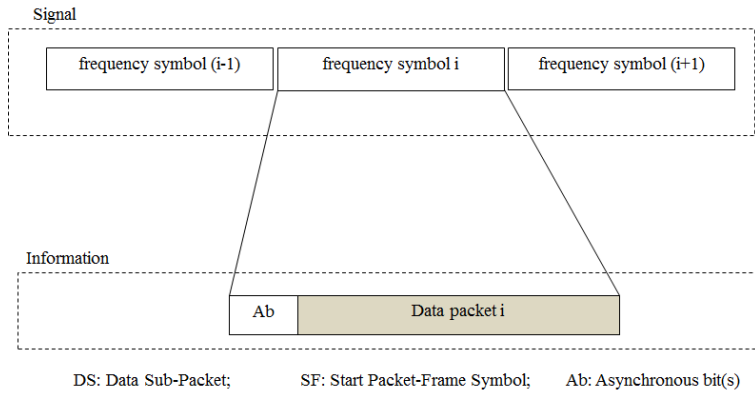 Signal
frequency symbol (i-1) frequency symbol i frequency symbol (i+1)
Information
Ab Data packet i
DS: Data Sub-Packet; SF: Start Packet-Frame Symbol; Ab: Asynchronous bit(s)